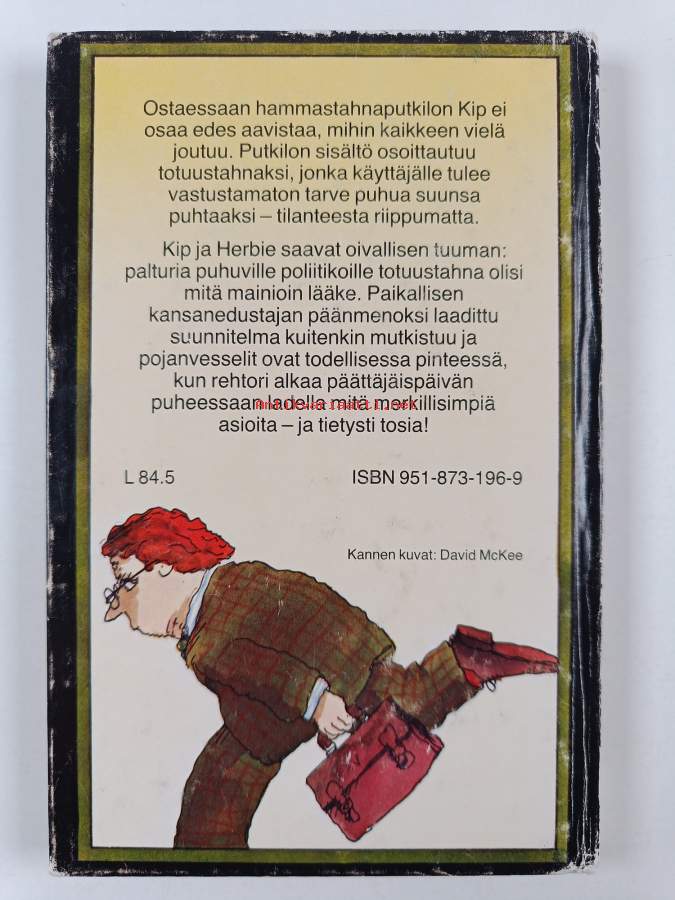 Ostaessaan hammastahnaputkilon Kip ei
osaa edes aavistaa, mihin kaikkeen vielä
joutuu. Putkilon sisältö osoittautuu
totuustahnaksi, jonka käyttäjälle tulee
vastustamaton tarve puhua suunsa
puhtaaksi – tilanteesta riippumatta.
Kip ja Herbie saavat oivallisen tuuman:
palturia puhuville poliitikoille totuustahna olisi
mitä mainioin lääke. Paikallisen
kansanedustajan päänmenoksi laadittu
suunnitelma kuitenkin mutkistuu ja
pojanvesselit ovat todellisessa pinteessä,
kun rehtori alkaa päättäjäispäivän
puheessaan ladella mitä merkillisimpiä
asioita – ja tietysti tosia!
L 84.5
ISBN 951-873-196-9
Kannen kuvat: David McKee